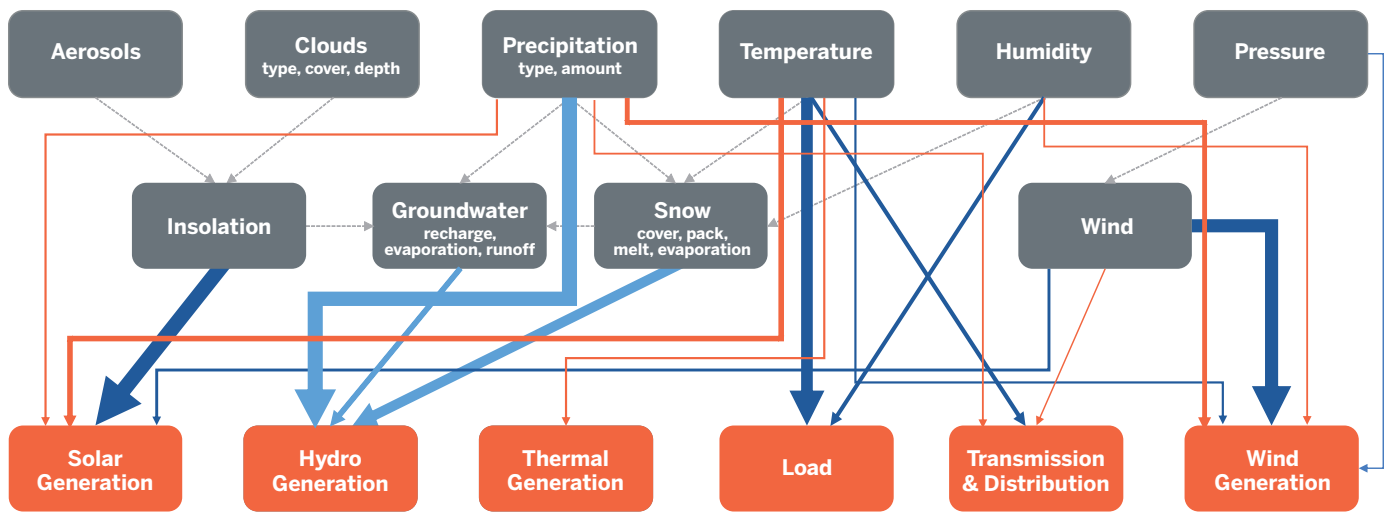 Aerosols
Clouds
type, cover, depth
Precipitation
type, amount
Temperature
Humidity
Pressure
Insolation
Groundwater
recharge,
evaporation, runoff
Snow
cover, pack,
melt, evaporation
Wind
Solar
Generation
Hydro
Generation
Thermal
Generation
Load
Transmission
& Distribution
Wind
Generation